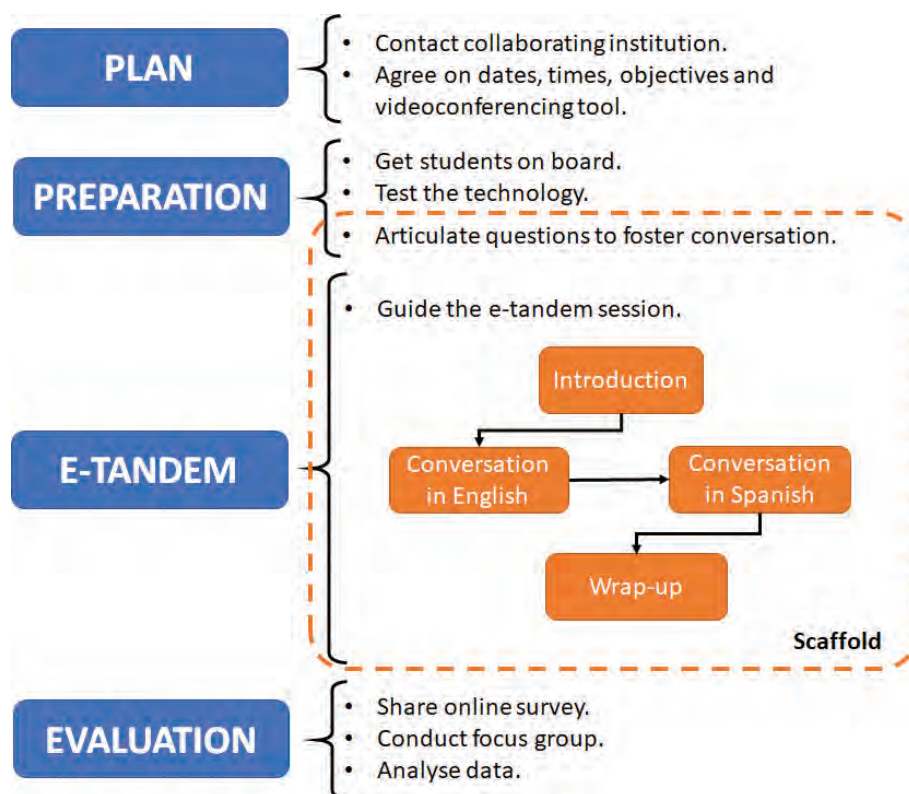 PLAN
• Contact collaborating institution.
• Agree on dates, times, objectives and
videoconferencing tool.
PREPARATION
• Get students on board.
• Test the technology.
• Articulate questions to foster conversation.
E-TANDEM
• Guide the e-tandem session.
Introduction
Conversation
in English
Conversation
in Spanish
Wrap-up
Scaffold
EVALUATION
• Share online survey.
• Conduct focus group.
• Analyse data.